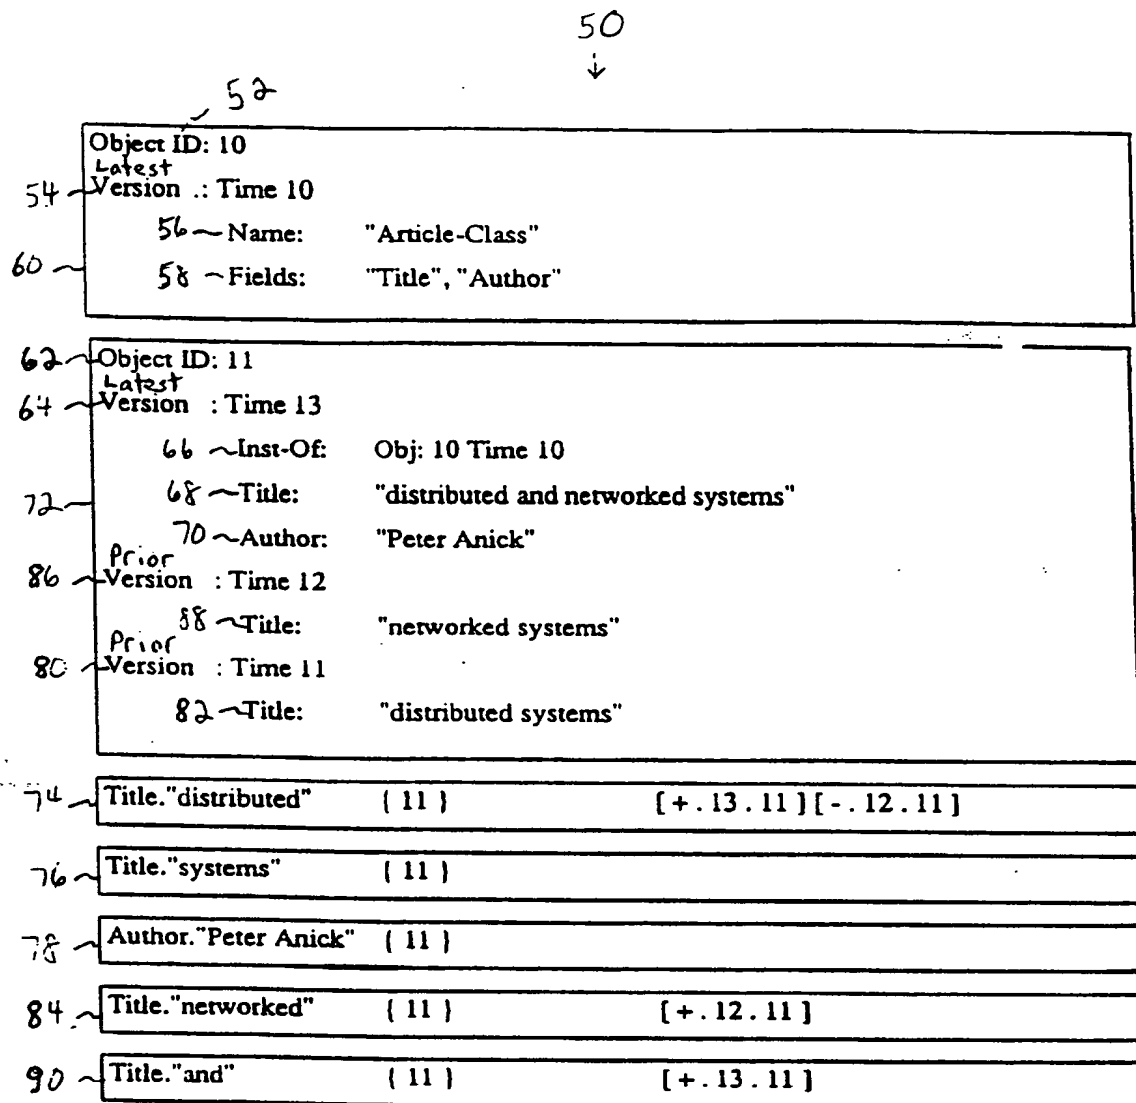 50
52
Object ID: 10
Latest
54 Version .: Time 10
56 Name: "Article-Class"
60 58 Fields: "Title", "Author"
62 Object ID: 11
Latest
64 Version : Time 13
66 Inst-Of: Obj: 10 Time 10
72 68 Title: "distributed and networked systems"
70 Author: "Peter Anick"
Prior
86 Version : Time 12
88 Title: "networked systems"
Prior
80 Version : Time 11
82 Title: "distributed systems"
74 Title."distributed" { 11 } [ + . 13 . 11 ] [ - . 12 . 11 ]
76 Title."systems" { 11 }
78 Author."Peter Anick" { 11 }
84 Title."networked" { 11 } [ + . 12 . 11 ]
90 Title."and" { 11 } [ + . 13 . 11 ]